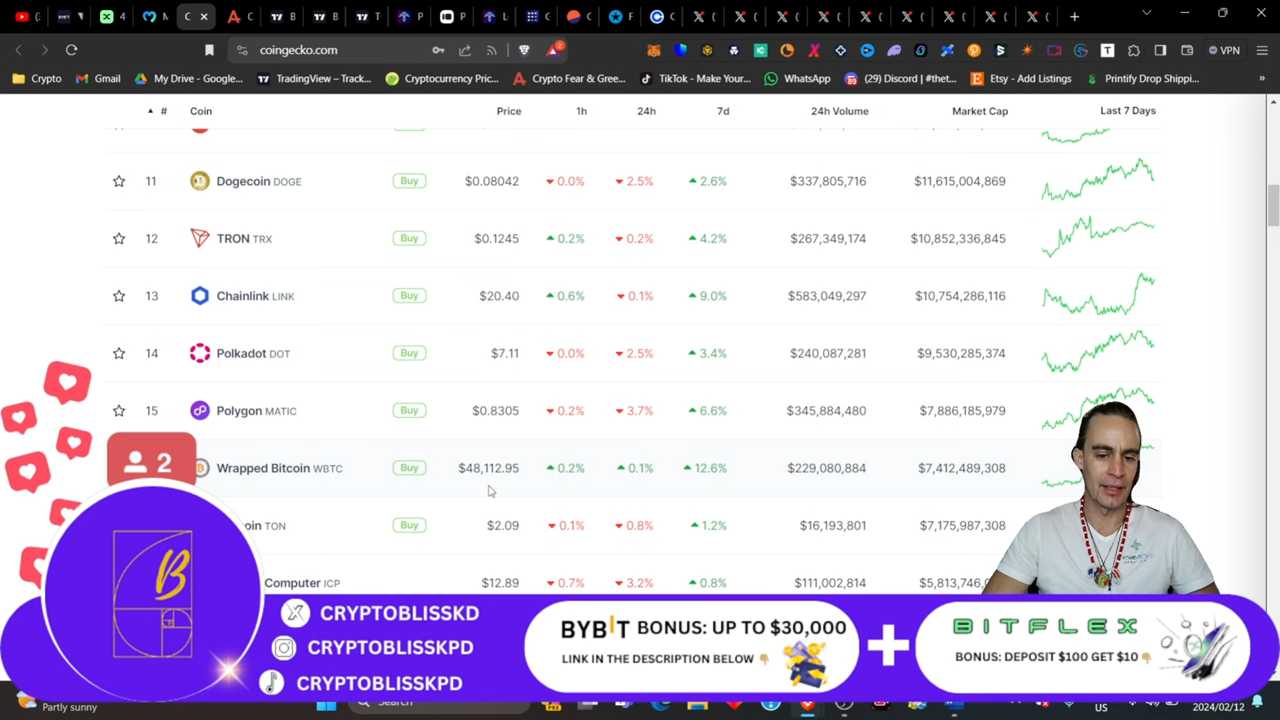 coingecko.com
VPN
Crypto
Gmail
My Drive - Google...
TradingView – Track...
Cryptocurrency Pric...
Crypto Fear & Gree...
TikTok - Make Your...
WhatsApp
(29) Discord | #thet...
Etsy - Add Listings
Printify Drop Shippi...
# Coin Price 1h 24h 7d 24h Volume Market Cap Last 7 Days
11 Dogecoin DOGE Buy $0.08042 0.0% 2.5% 2.6% $337,805,716 $11,615,004,869
12 TRON TRX Buy $0.1245 0.2% 0.2% 4.2% $267,349,174 $10,852,336,845
13 Chainlink LINK Buy $20.40 0.6% 0.1% 9.0% $583,049,297 $10,754,286,116
14 Polkadot DOT Buy $7.11 0.0% 2.5% 3.4% $240,087,281 $9,530,285,374
15 Polygon MATIC Buy $0.8305 0.2% 3.7% 6.6% $345,884,480 $7,886,185,979
Wrapped Bitcoin WBTC Buy $48,112.95 0.2% 0.1% 12.6% $229,080,884 $7,412,489,308
2
TON Buy $2.09 0.1% 0.8% 1.2% $16,193,801 $7,175,987,308
Computer ICP $12.89 0.7% 3.2% 0.8% $111,002,814 $5,813,746,
B
CRYPTOBLISSKD
CRYPTOBLISSKPD
CRYPTOBLISSKPD
BYBIT BONUS: UP TO $30,000
LINK IN THE DESCRIPTION BELOW
BITFLEX
BONUS: DEPOSIT $100 GET $10
Partly sunny
Search
US
2024/02/12